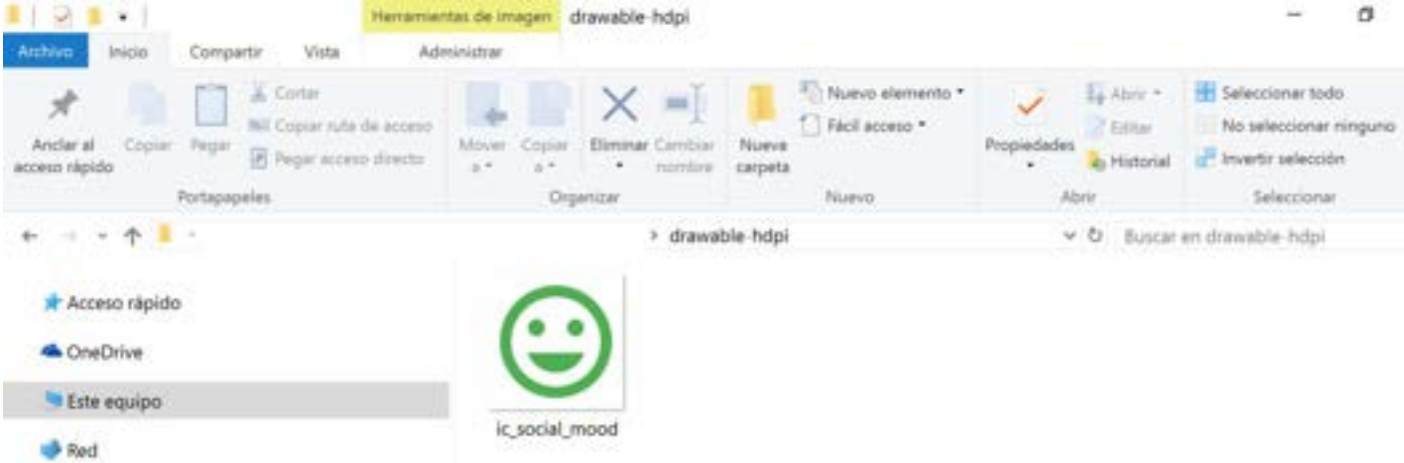 Herramientas de imagen drawable-hdpi
Archivo Inicio Compartir Vista Administrar
Anclar al acceso rápido
Copiar
Pegar
Cortar
Copiar ruta de acceso
Pegar acceso directo
Portapapeles
Mover a
Copiar a
Eliminar
Cambiar nombre
Organizar
Nueva carpeta
Nuevo elemento
Fácil acceso
Nuevo
Propiedades
Abrir
Editar
Historial
Abrir
Seleccionar todo
No seleccionar ninguno
Invertir selección
Seleccionar
> drawable-hdpi
Buscar en drawable-hdpi
Acceso rápido
OneDrive
Este equipo
Red
ic_social_mood